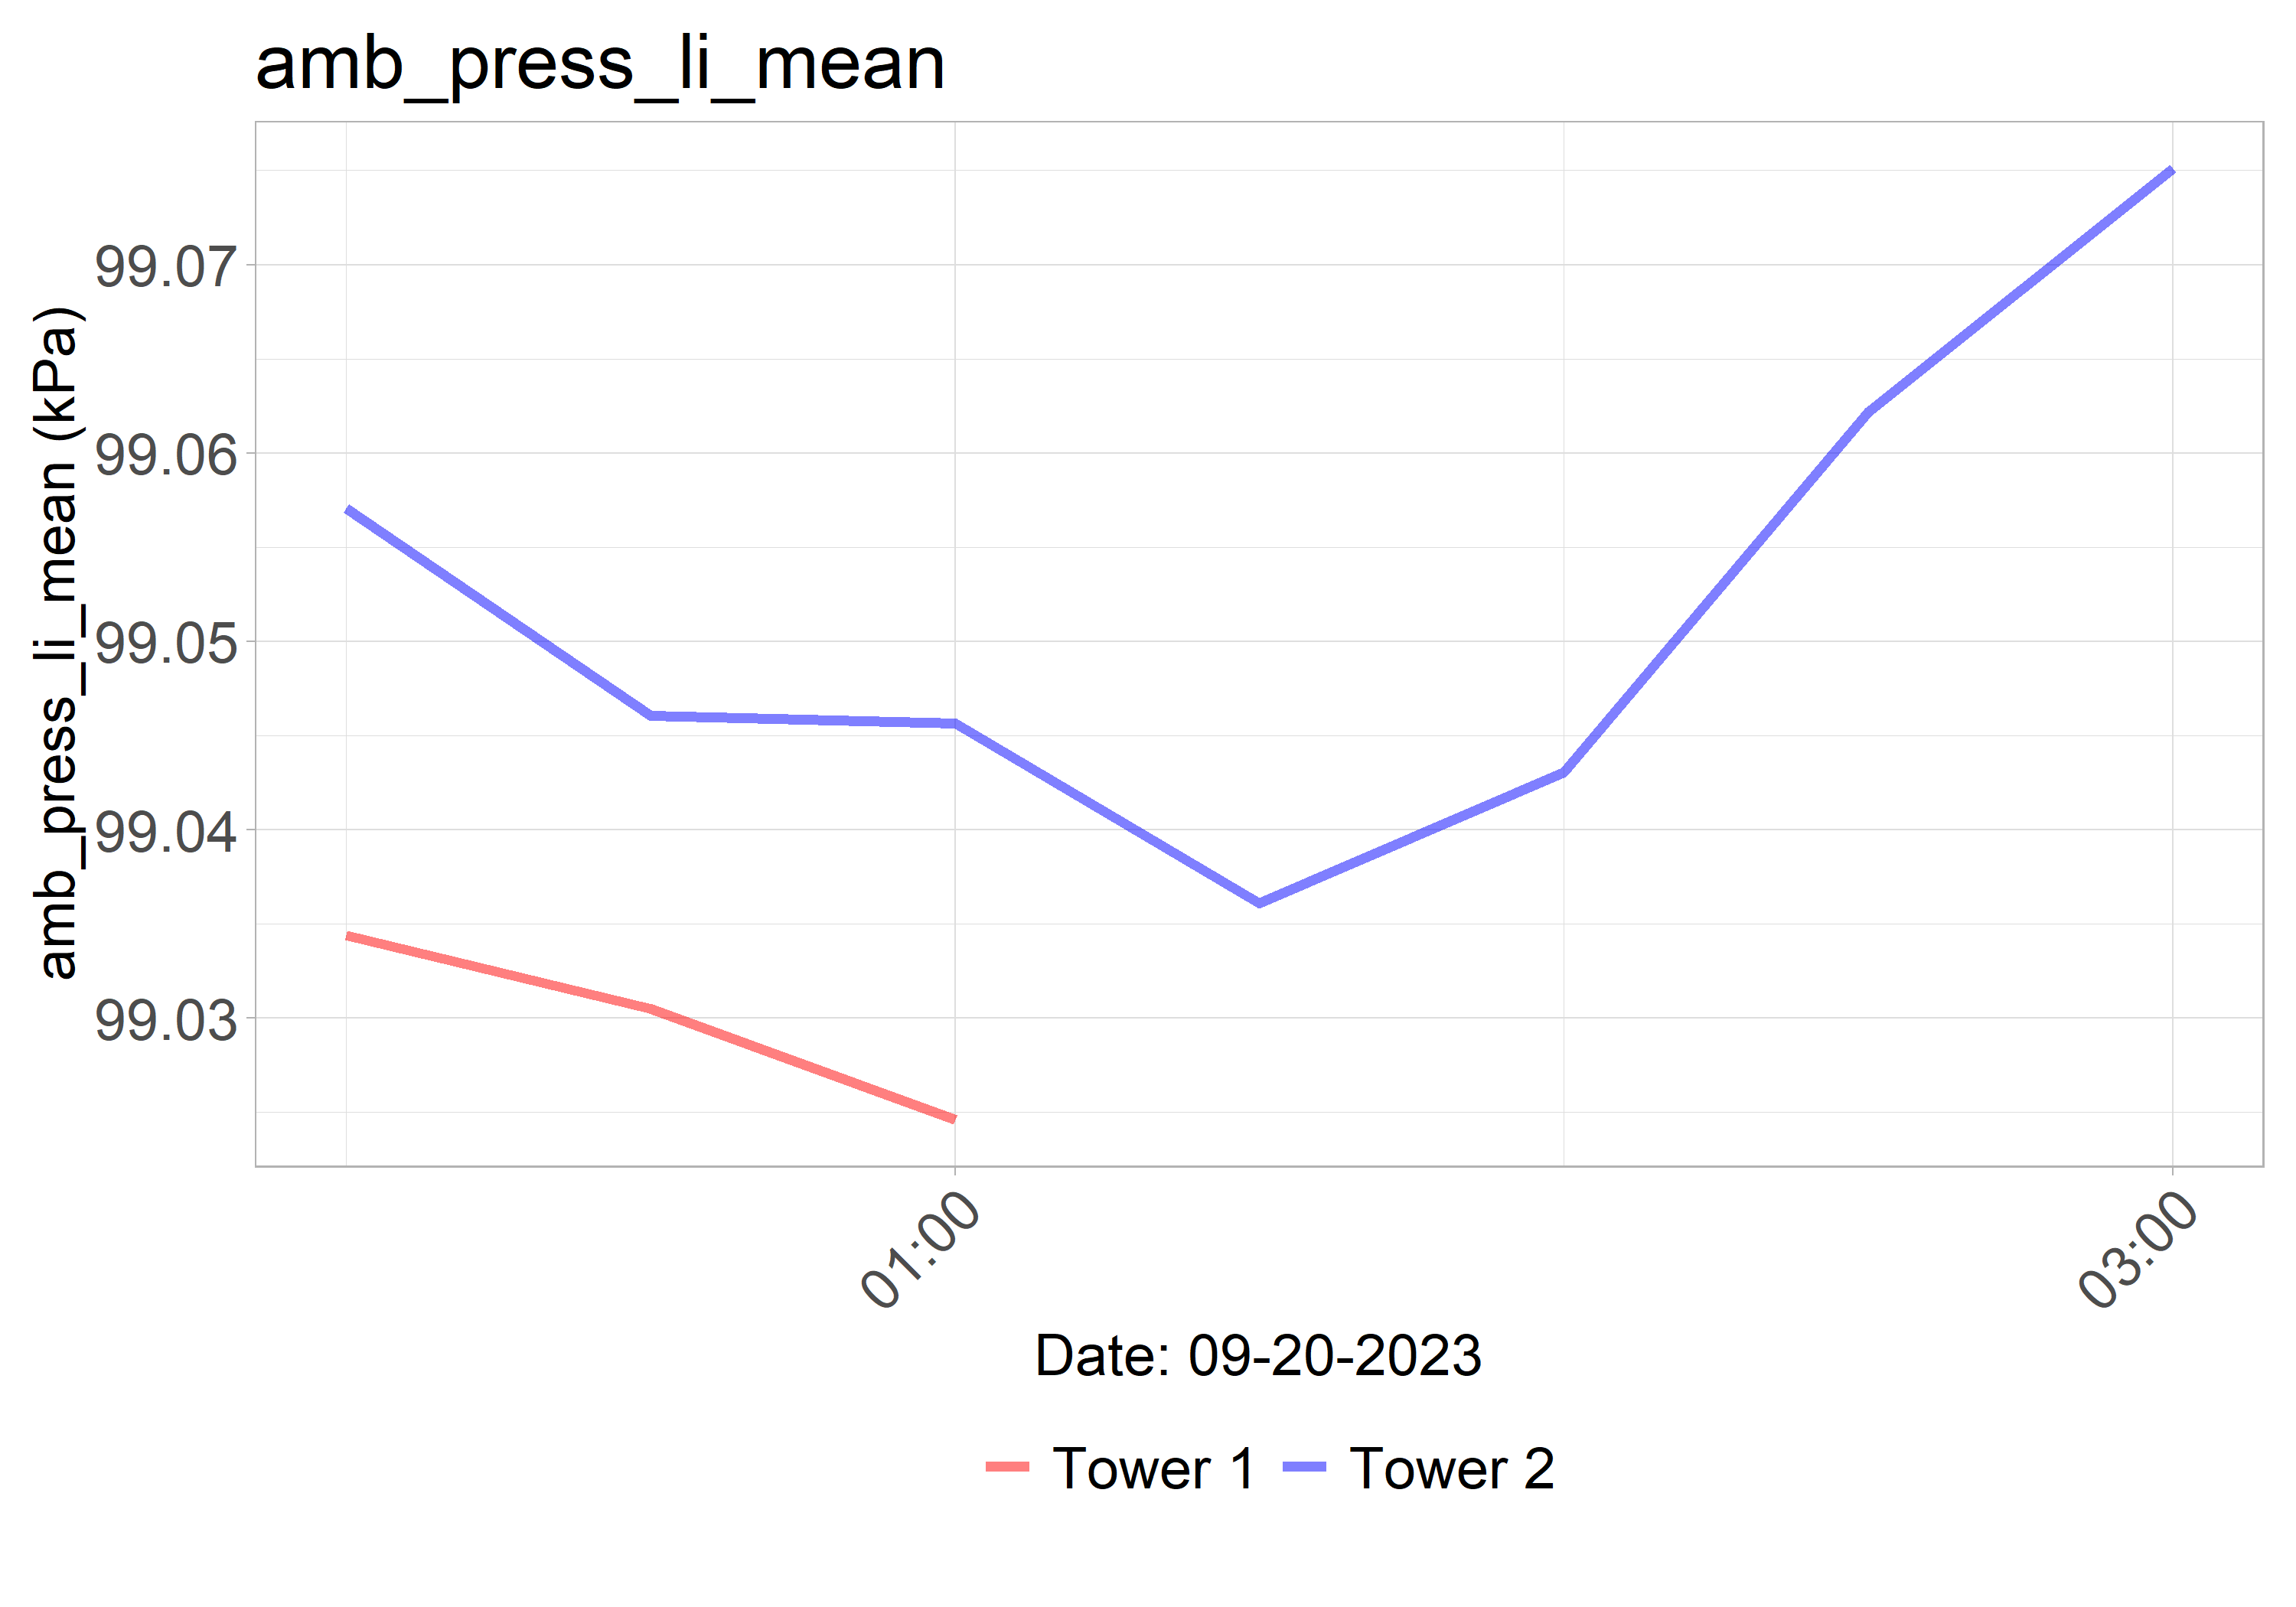 amb_press_li_mean
amb_press_li_mean (kPa)
99.07
99.06
99.05
99.04
99.03
01:00
03:00
Date: 09-20-2023
Tower 1
Tower 2